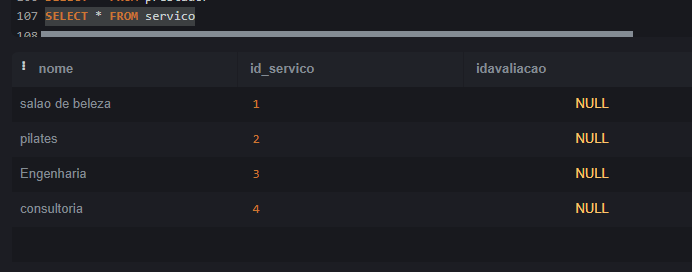 107 SELECT * FROM servico
108
nome id_servico idavaliacao
salao de beleza 1 NULL
pilates 2 NULL
Engenharia 3 NULL
consultoria 4 NULL